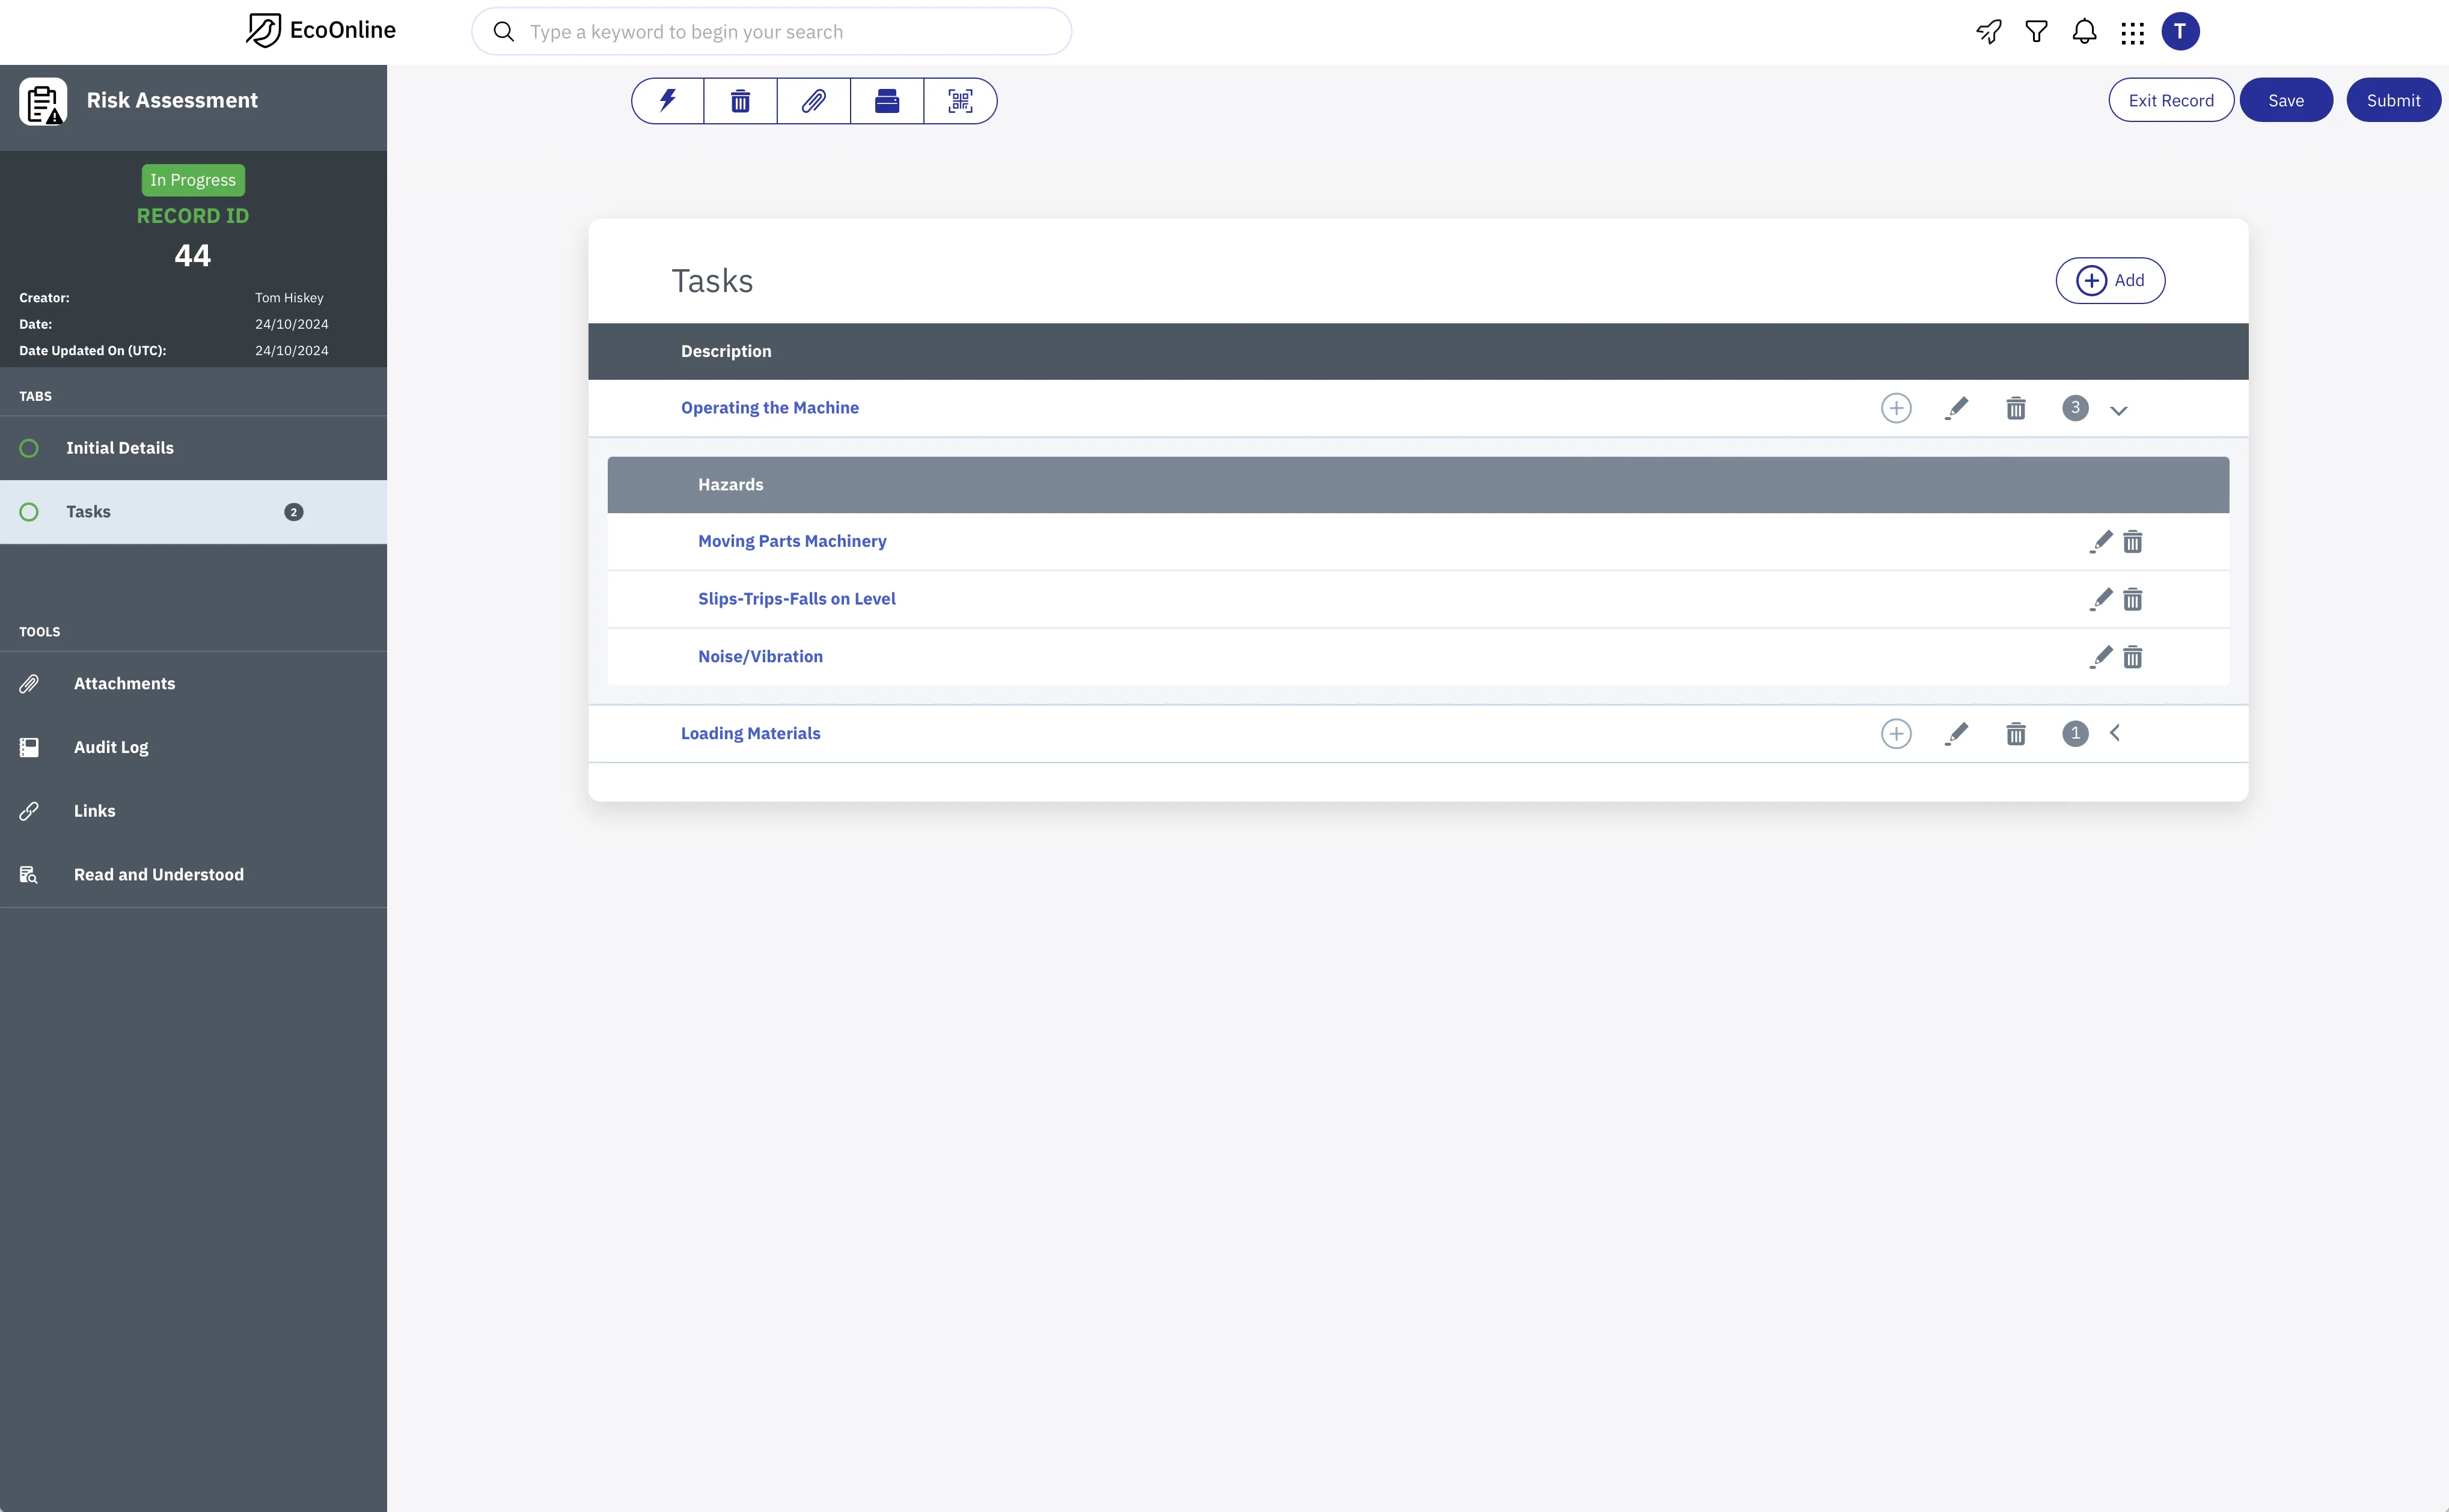 EcoOnline
Type a keyword to begin your search
T
Risk Assessment
Exit Record
Save
Submit
In Progress
RECORD ID
44
Creator: Tom Hiskey
Date: 24/10/2024
Date Updated On (UTC): 24/10/2024
TABS
Initial Details
Tasks 2
TOOLS
Attachments
Audit Log
Links
Read and Understood
Tasks
Add
Description
Operating the Machine 3
Hazards
Moving Parts Machinery
Slips-Trips-Falls on Level
Noise/Vibration
Loading Materials 1